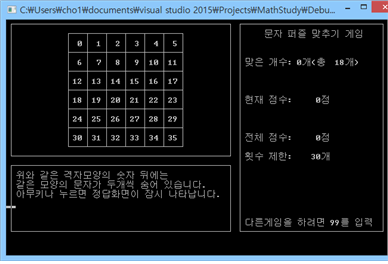 C:₩Users₩cho1₩documents₩visual studio 2015₩Projects₩MathStudy₩Debu...
0 1 2 3 4 5
6 7 8 9 10 11
12 13 14 15 16 17
18 19 20 21 22 23
24 25 26 27 28 29
30 31 32 33 34 35
위와 같은 격자모양의 숫자 뒤에는
같은 모양의 문자가 두개씩 숨어 있습니다.
아무키나 누르면 정답화면이 잠시 나타납니다.
문자 퍼즐 맞추기 게임
맞은 개수: 0개(총 18개)
현재 점수: 0점
전체 점수: 0점
횟수 제한: 30개
다른게임을 하려면 99를 입력